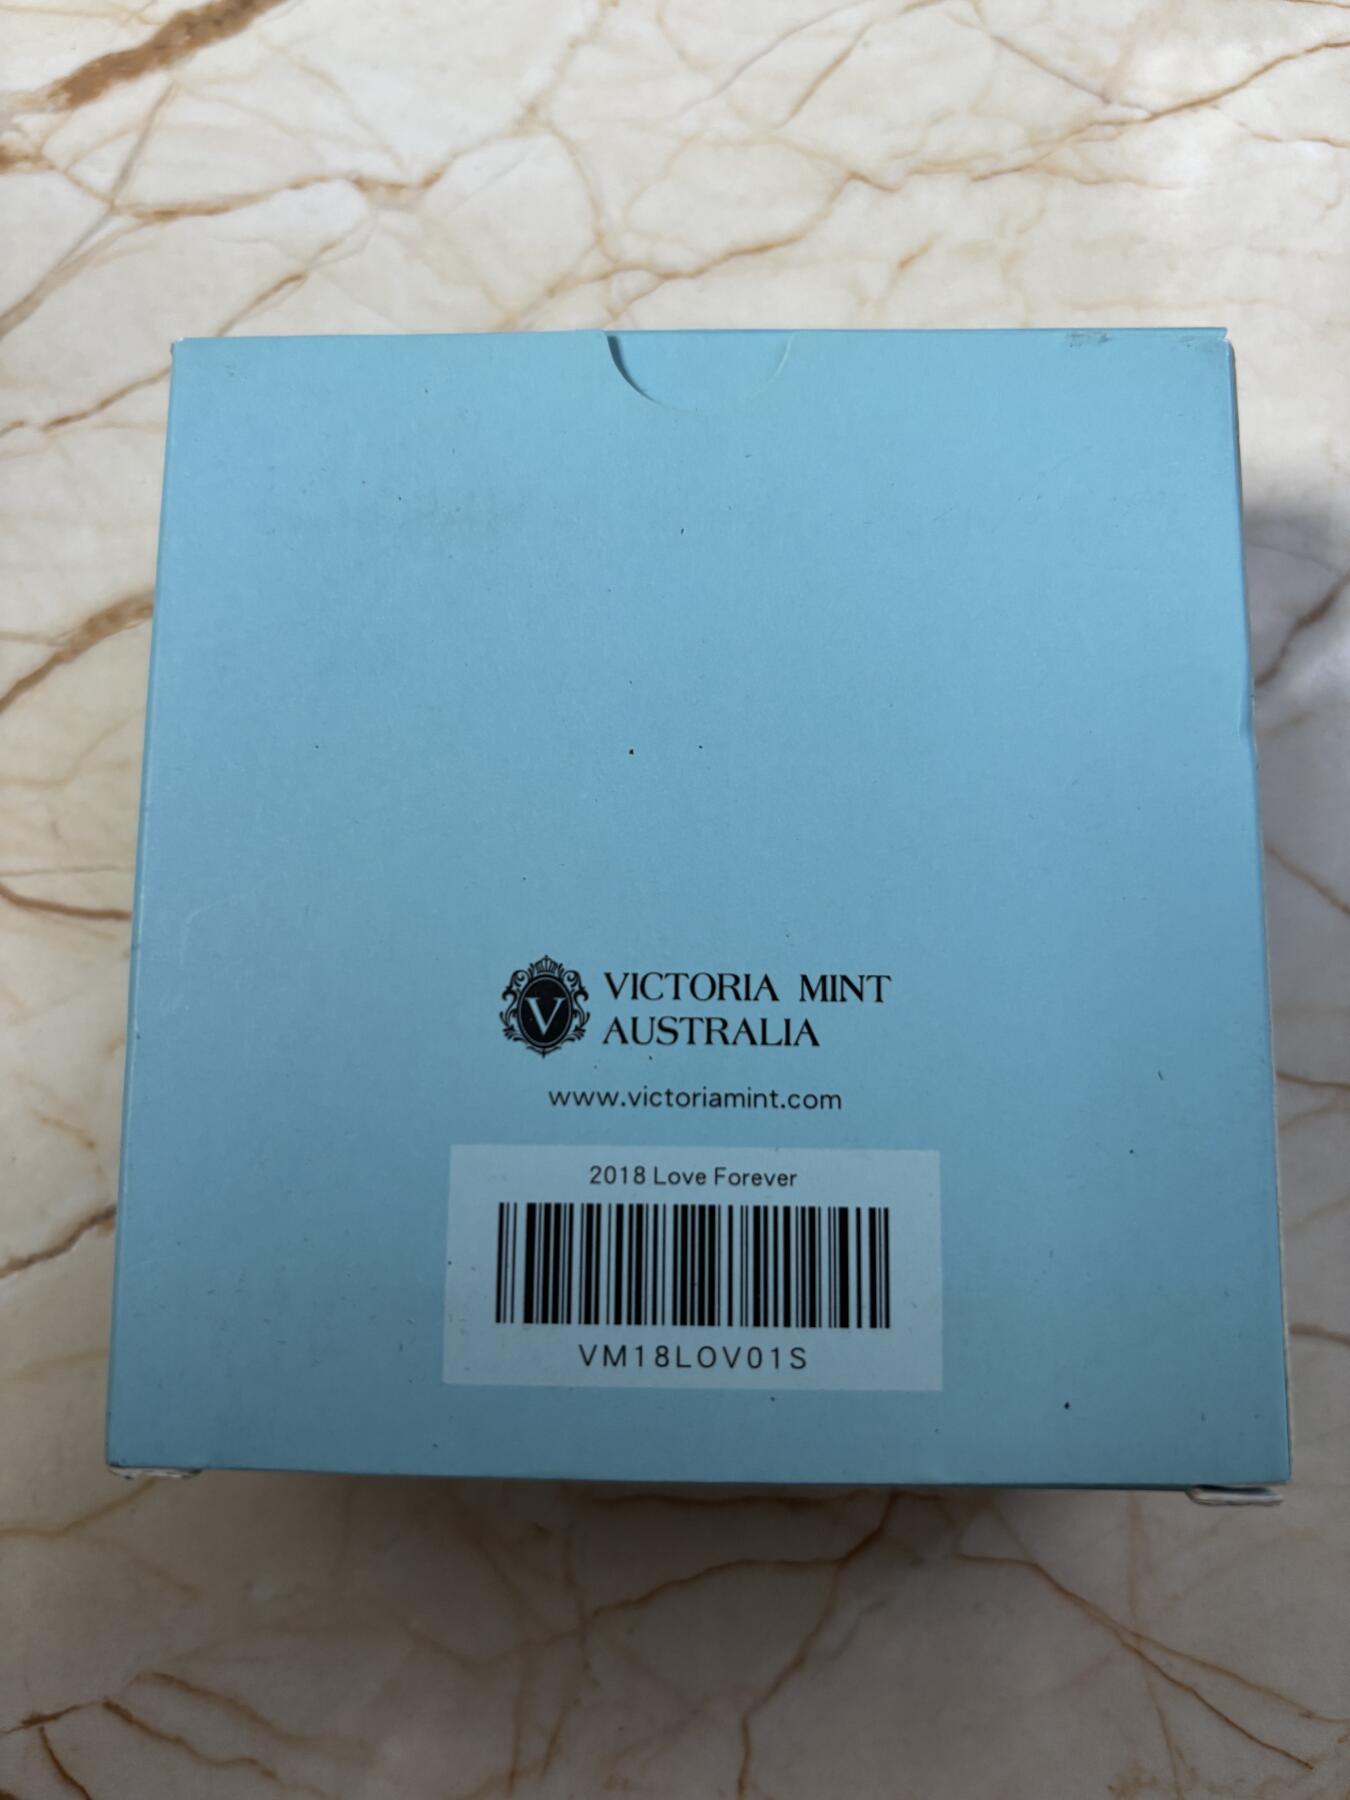 V
VICTORIA MINT
AUSTRALIA
www.victoriamint.com
2018 Love Forever
VM18LOV01S